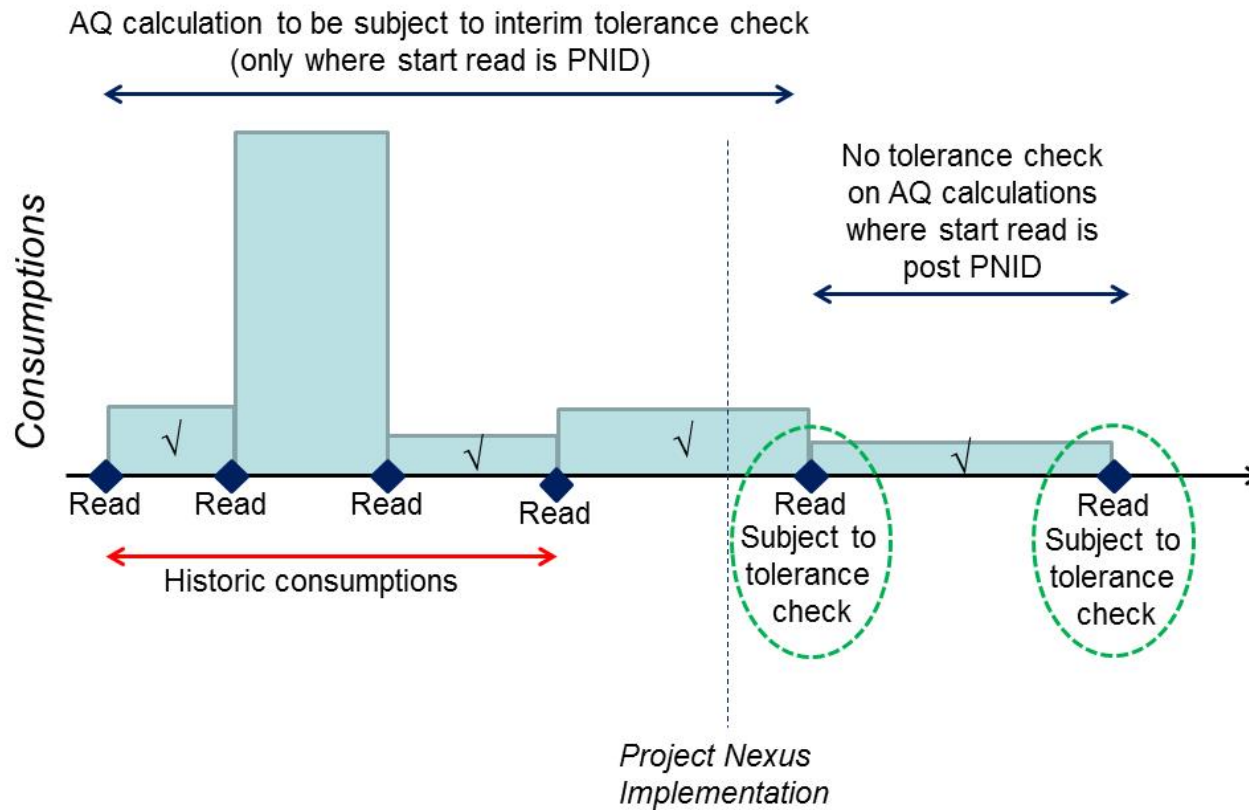 AQ calculation to be subject to interim tolerance check
(only where start read is PNID)
No tolerance check
on AQ calculations
where start read is
post PNID
Consumptions
√
√
√
√
Read
Read
Read
Read
Read
Subject to
tolerance
check
Read
Subject to
tolerance
check
Historic consumptions
Project Nexus
Implementation